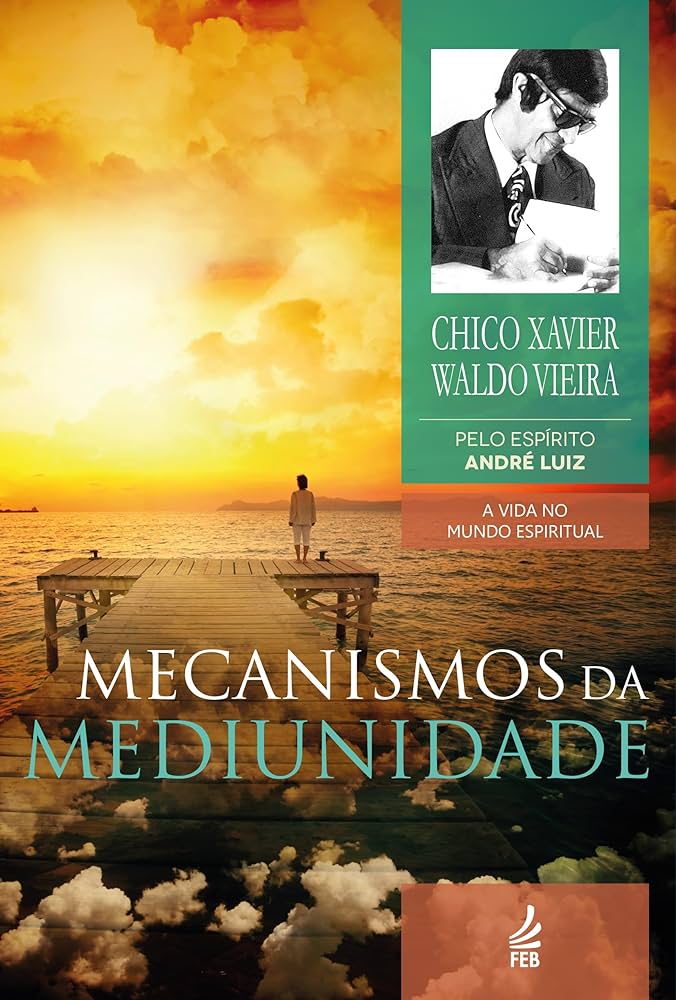 CHICO XAVIER
WALDO VIEIRA
PELO ESPÍRITO
ANDRÉ LUIZ
A VIDA NO
MUNDO ESPIRITUAL
MECANISMOS DA
MEDIUNIDADE
FEB